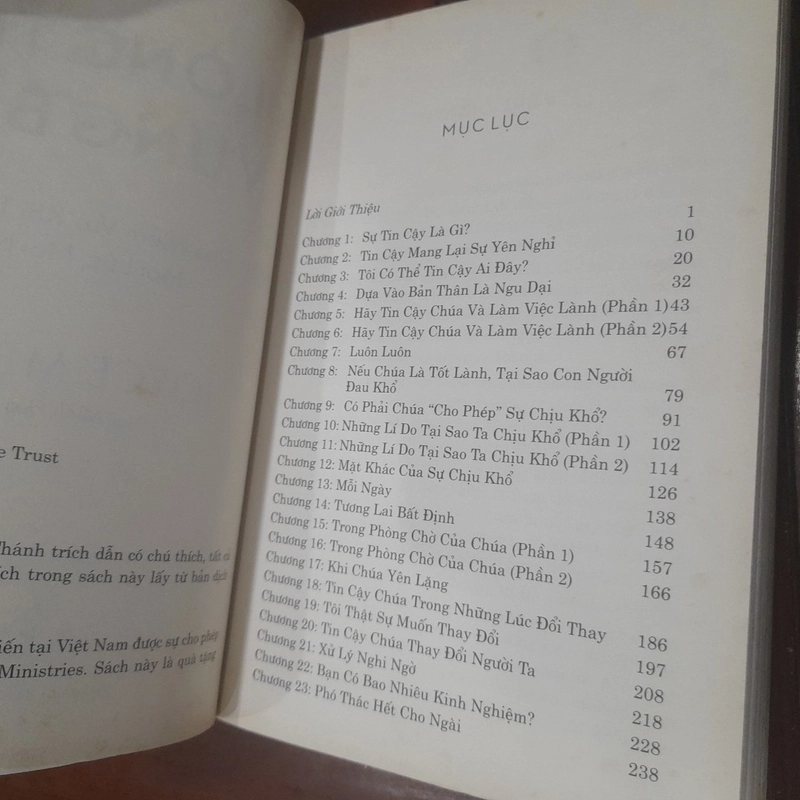 e Trust
Thánh trích dẫn có chú thích, tất cả
ích trong sách này lấy từ bản dịch
iến tại Việt Nam được sự cho phép
Ministries. Sách này là quà tặng
MỤC LỤC
Lời Giới Thiệu
Chương 1: Sự Tin Cậy Là Gì? 1
Chương 2: Tin Cậy Mang Lại Sự Yên Nghỉ 10
Chương 3: Tôi Có Thể Tin Cậy Ai Đây? 20
Chương 4: Dựa Vào Bản Thân Là Ngu Dại 32
Chương 5: Hãy Tin Cậy Chúa Và Làm Việc Lành (Phần 1) 43
Chương 6: Hãy Tin Cậy Chúa Và Làm Việc Lành (Phần 2) 54
Chương 7: Luôn Luôn 67
Chương 8: Nếu Chúa Là Tốt Lành, Tại Sao Con Người
Đau Khổ 79
Chương 9: Có Phải Chúa “Cho Phép” Sự Chịu Khổ? 91
Chương 10: Những Lí Do Tại Sao Ta Chịu Khổ (Phần 1) 102
Chương 11: Những Lí Do Tại Sao Ta Chịu Khổ (Phần 2) 114
Chương 12: Mặt Khác Của Sự Chịu Khổ 126
Chương 13: Mỗi Ngày 138
Chương 14: Tương Lai Bất Định 148
Chương 15: Trong Phòng Chờ Của Chúa (Phần 1) 157
Chương 16: Trong Phòng Chờ Của Chúa (Phần 2) 166
Chương 17: Khi Chúa Yên Lặng
Chương 18: Tin Cậy Chúa Trong Những Lúc Đổi Thay 186
Chương 19: Tôi Thật Sự Muốn Thay Đổi 197
Chương 20: Tin Cậy Chúa Thay Đổi Người Ta 208
Chương 21: Xử Lý Nghi Ngờ 218
Chương 22: Bạn Có Bao Nhiêu Kinh Nghiệm? 228
Chương 23: Phó Thác Hết Cho Ngài 238